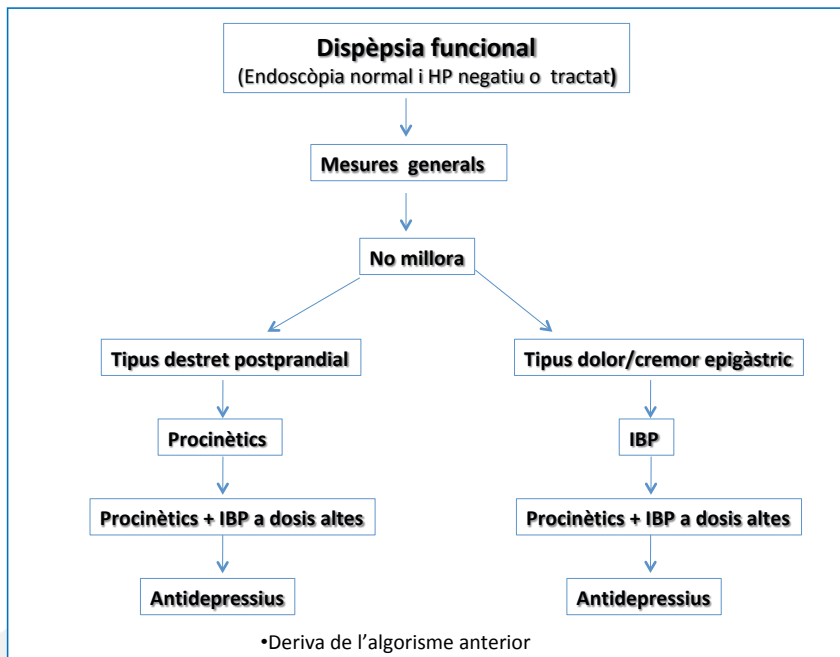 Dispèpsia funcional
(Endoscòpia normal i HP negatiu o tractat)
Mesures generals
No millora
Tipus destret postprandial
Tipus dolor/cremor epigàstric
Procinètics
IBP
Procinètics + IBP a dosis altes
Procinètics + IBP a dosis altes
Antidepressius
Antidepressius
•Deriva de l'algorisme anterior